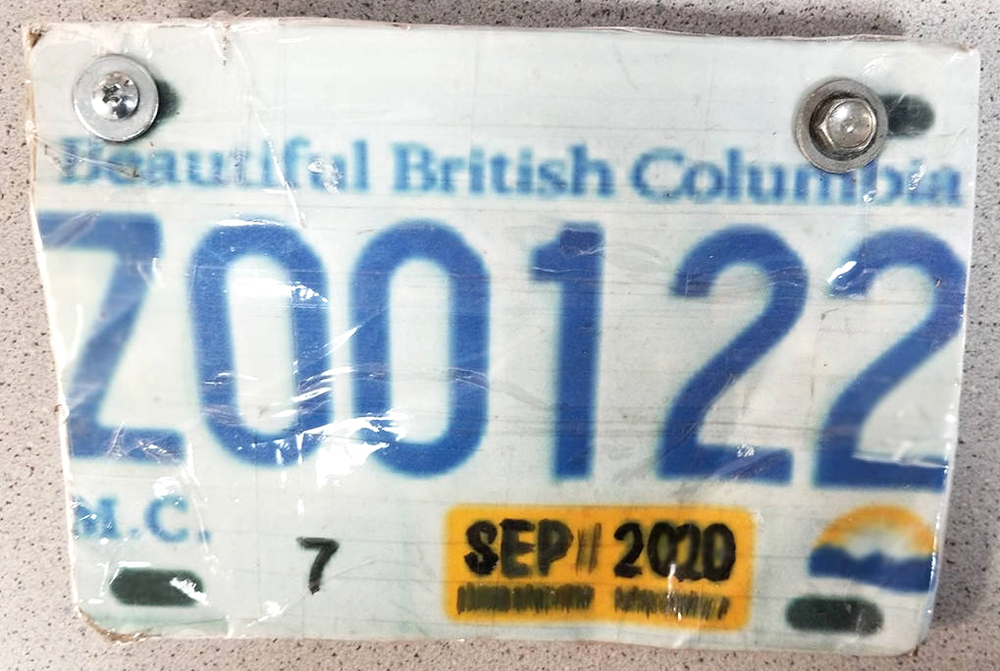 Beautiful British Columbia
Z00122
M.C.
7
SEP 2020